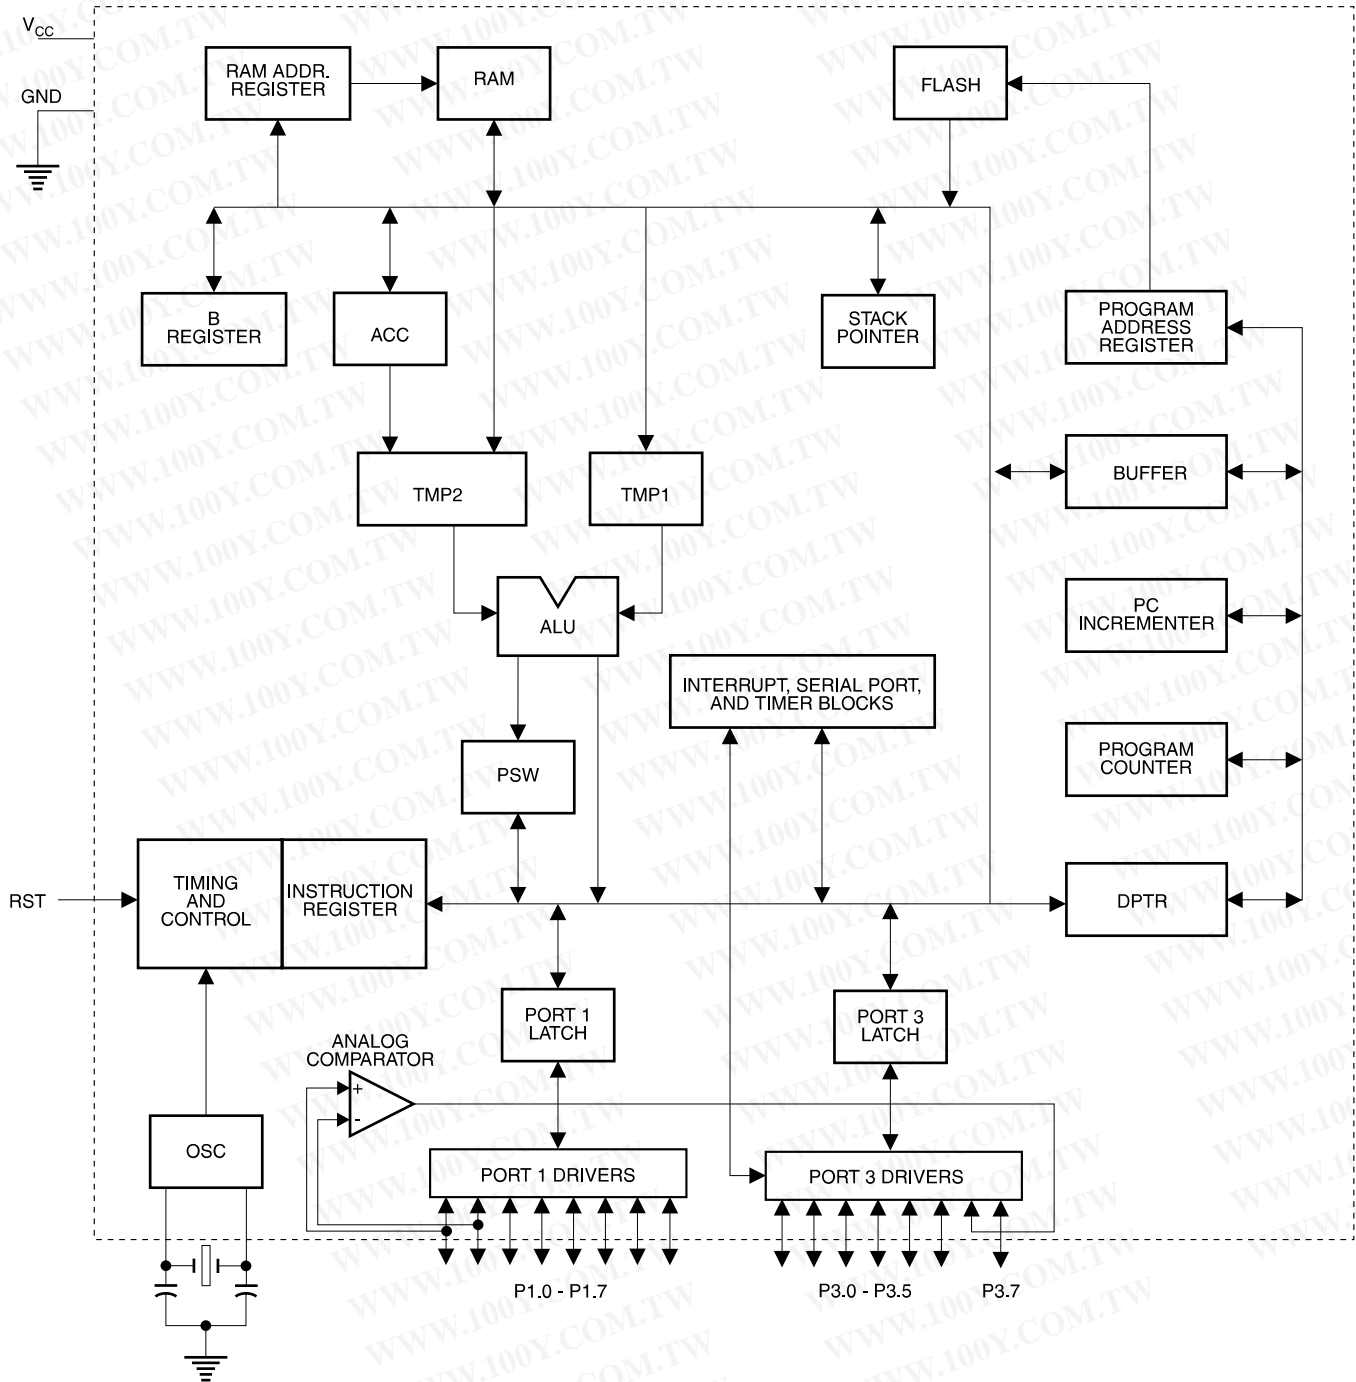 VCC
GND
RAM ADDR.
REGISTER
RAM
FLASH
B
REGISTER
ACC
STACK
POINTER
PROGRAM
ADDRESS
REGISTER
TMP2
TMP1
BUFFER
ALU
PC
INCREMENTER
INTERRUPT, SERIAL PORT,
AND TIMER BLOCKS
PSW
PROGRAM
COUNTER
RST
TIMING
AND
CONTROL
INSTRUCTION
REGISTER
DPTR
PORT 1
LATCH
PORT 3
LATCH
ANALOG
COMPARATOR
+
-
OSC
PORT 1 DRIVERS
PORT 3 DRIVERS
P1.0 - P1.7
P3.0 - P3.5
P3.7
WWW.100Y.COM.TW